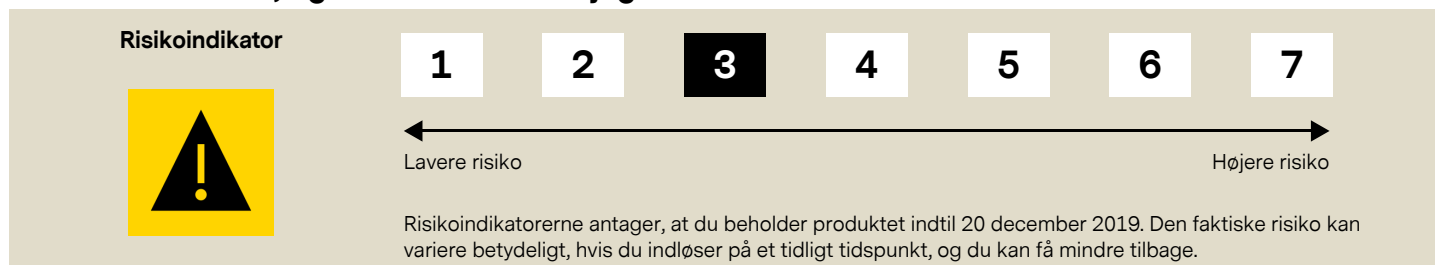 Risikoindikator
1 2 3 4 5 6 7
Lavere risiko Højere risiko
Risikoindikatorerne antager, at du beholder produktet indtil 20 december 2019. Den faktiske risiko kan
variere betydeligt, hvis du indløser på et tidligt tidspunkt, og du kan få mindre tilbage.